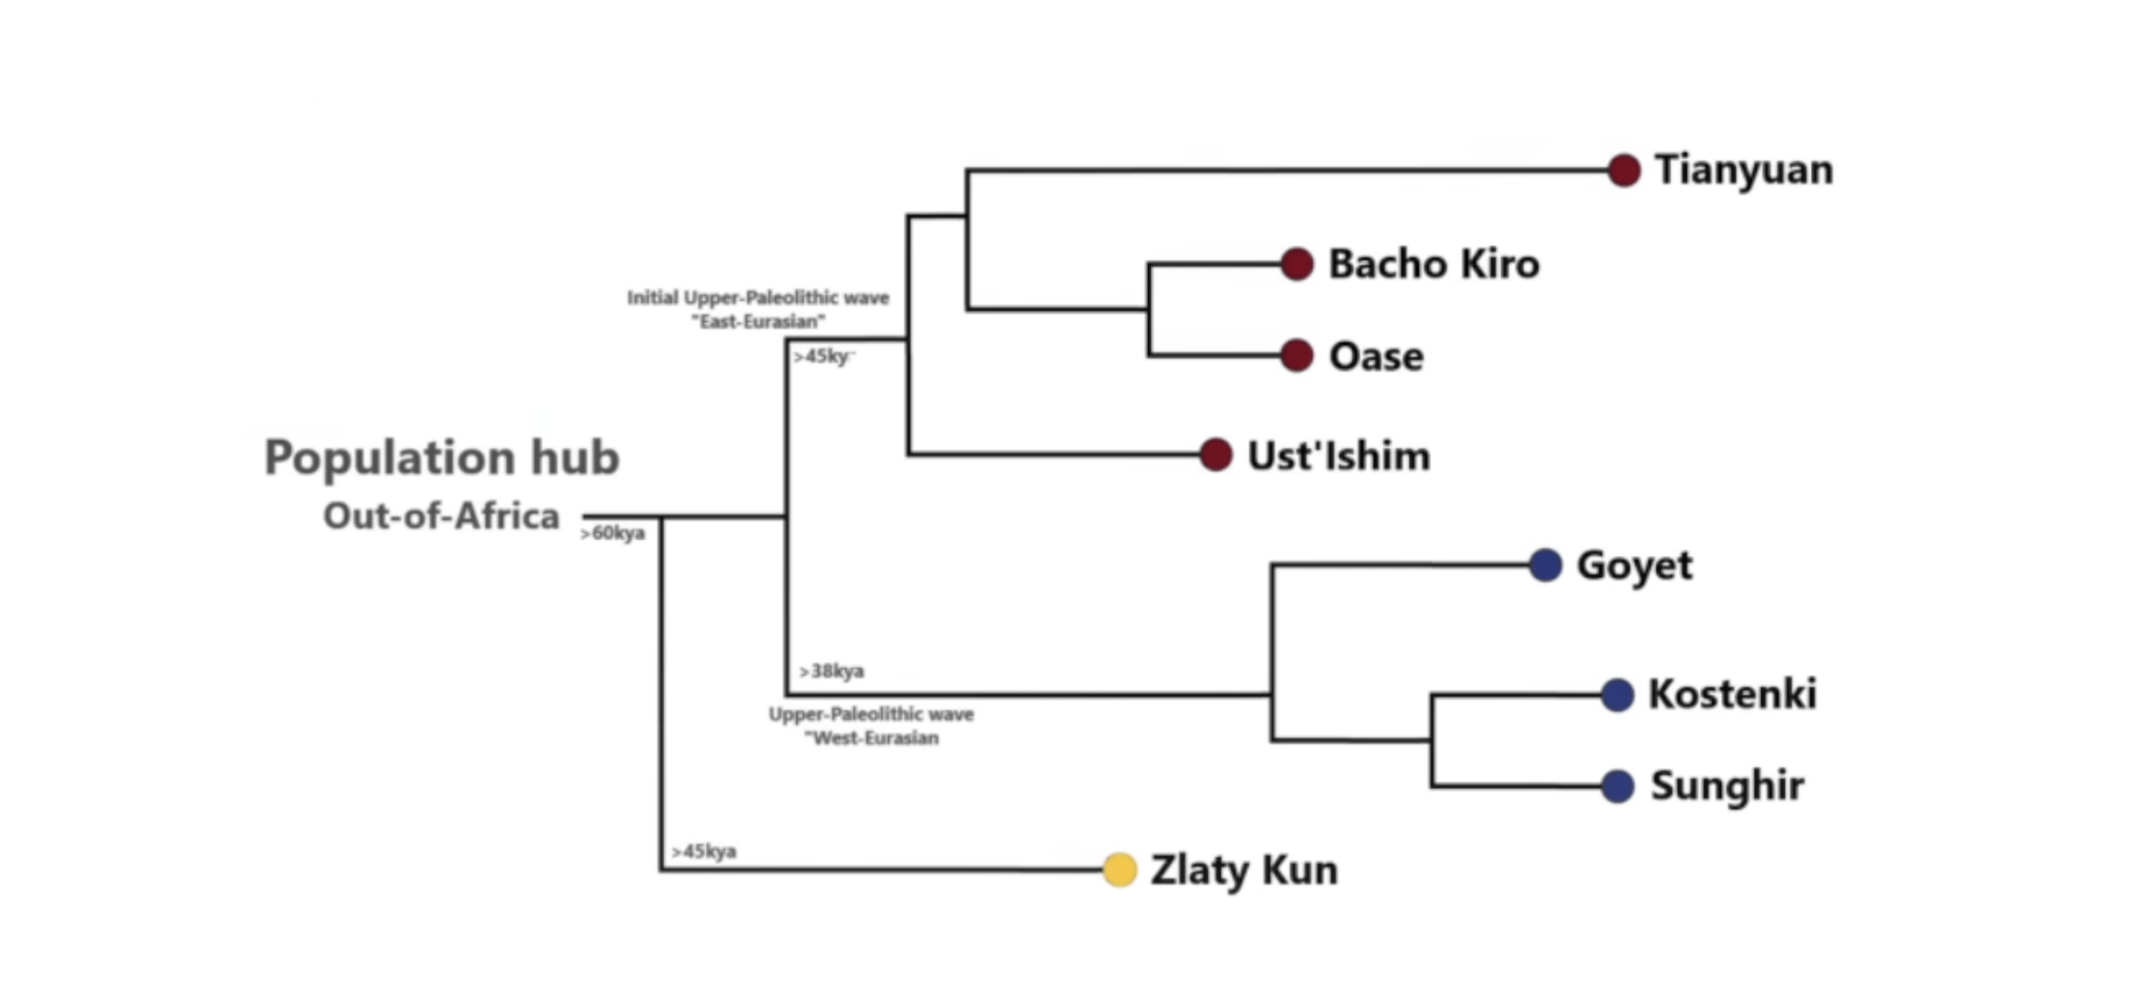 Tianyuan
Bacho Kiro
Initial Upper-Paleolithic wave
"East-Eurasian"
>45ky
Oase
Population hub
Ust'Ishim
Out-of-Africa
>60kya
Goyet
>38kya
Kostenki
Upper-Paleolithic wave
"West-Eurasian
Sunghir
>45kya
Zlaty Kun